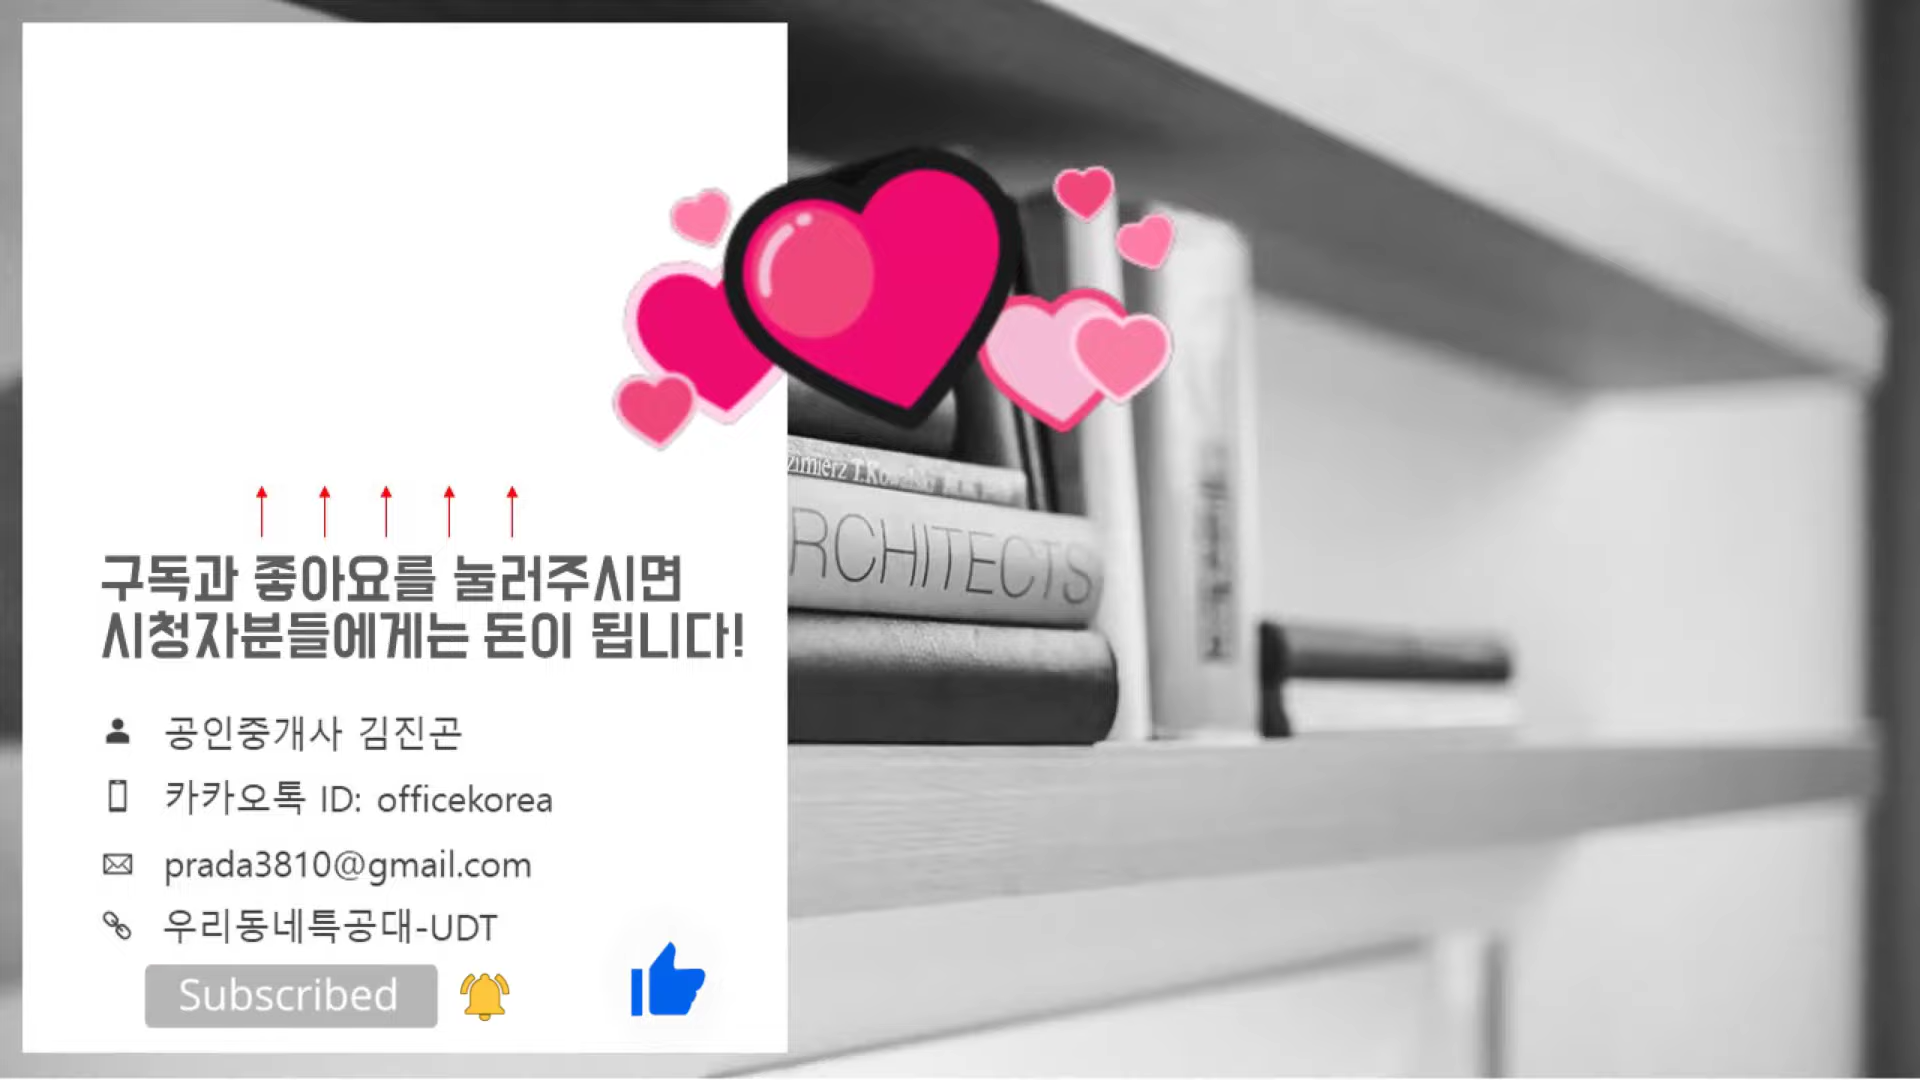 구독과 좋아요를 눌러주시면
시청자분들에게는 돈이 됩니다!
공인중개사 김진곤
카카오톡 ID: officekorea
prada3810@gmail.com
우리동네특공대-UDT
Subscribed
zimierz T.Kowalski
RCHITECTS